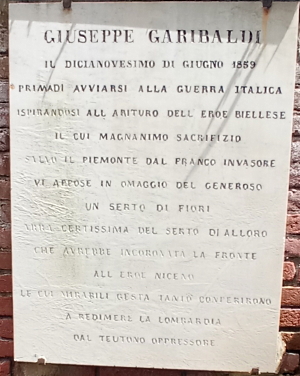 GIUSEPPE GARIBALDI
IL DICIANOVESIMO DI GIUGNO 1859
PRIMA DI AVVIARSI ALLA GUERRA ITALICA
ISPIRANDOSI ALL ARITURO DELL EROE BIELLESE
IL CUI MAGNANIMO SACRIFIZIO
SALVO IL PIEMONTE DAL FRANCO INVASORE
VI APPOSE IN OMAGGIO DEL GENEROSO
UN SERTO DI FIORI
ARRA CERTISSIMA DEL SERTO DI ALLORO
CHE AVREBBE INCORONATA LA FRONTE
ALL EROE NICENO
LE CUI MIRABILI GESTA TANTO CONFERIRONO
A REDIMERE LA LOMBARDIA
DAL TEUTONO OPPRESSORE